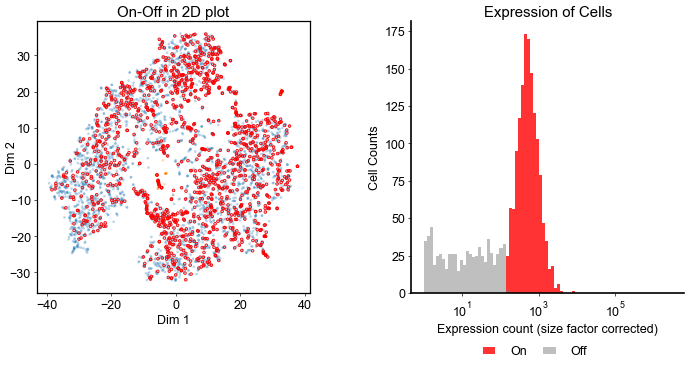 On-Off in 2D plot
30
20
10
0
−10
−20
−30
Dim 2
−40
−20
0
20
40
Dim 1
Expression of Cells
175
150
125
100
75
50
25
0
Cell Counts
10^1
10^3
10^5
Expression count (size factor corrected)
On
Off